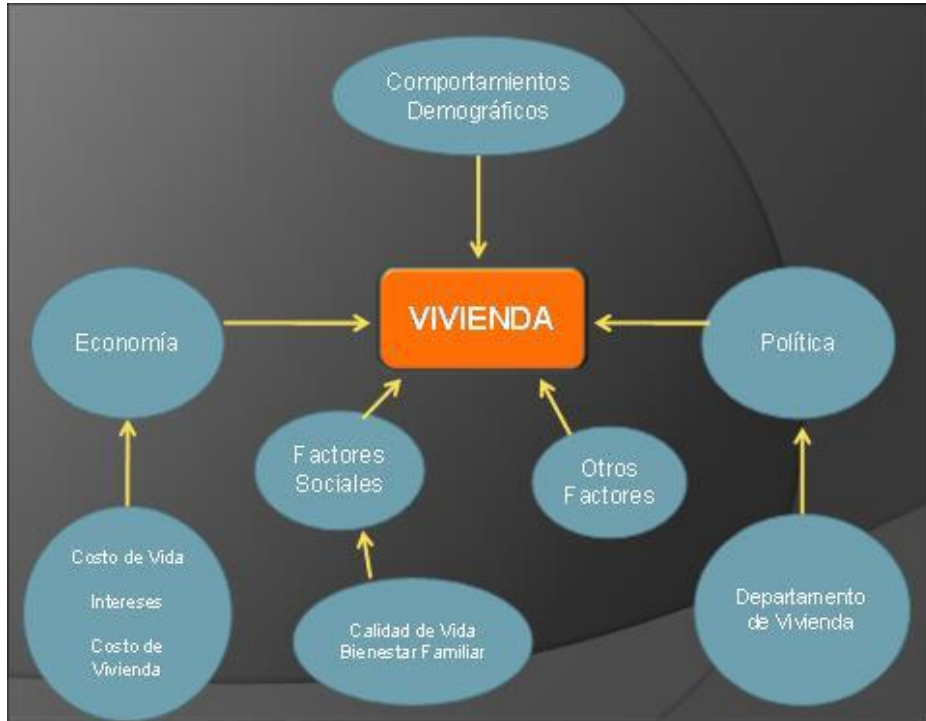 Comportamientos
Demográficos
VIVIENDA
Economía
Política
Factores
Sociales
Otros
Factores
Costo de Vida
Intereses
Costo de
Vivienda
Calidad de Vida
Bienestar Familiar
Departamento
de Vivienda